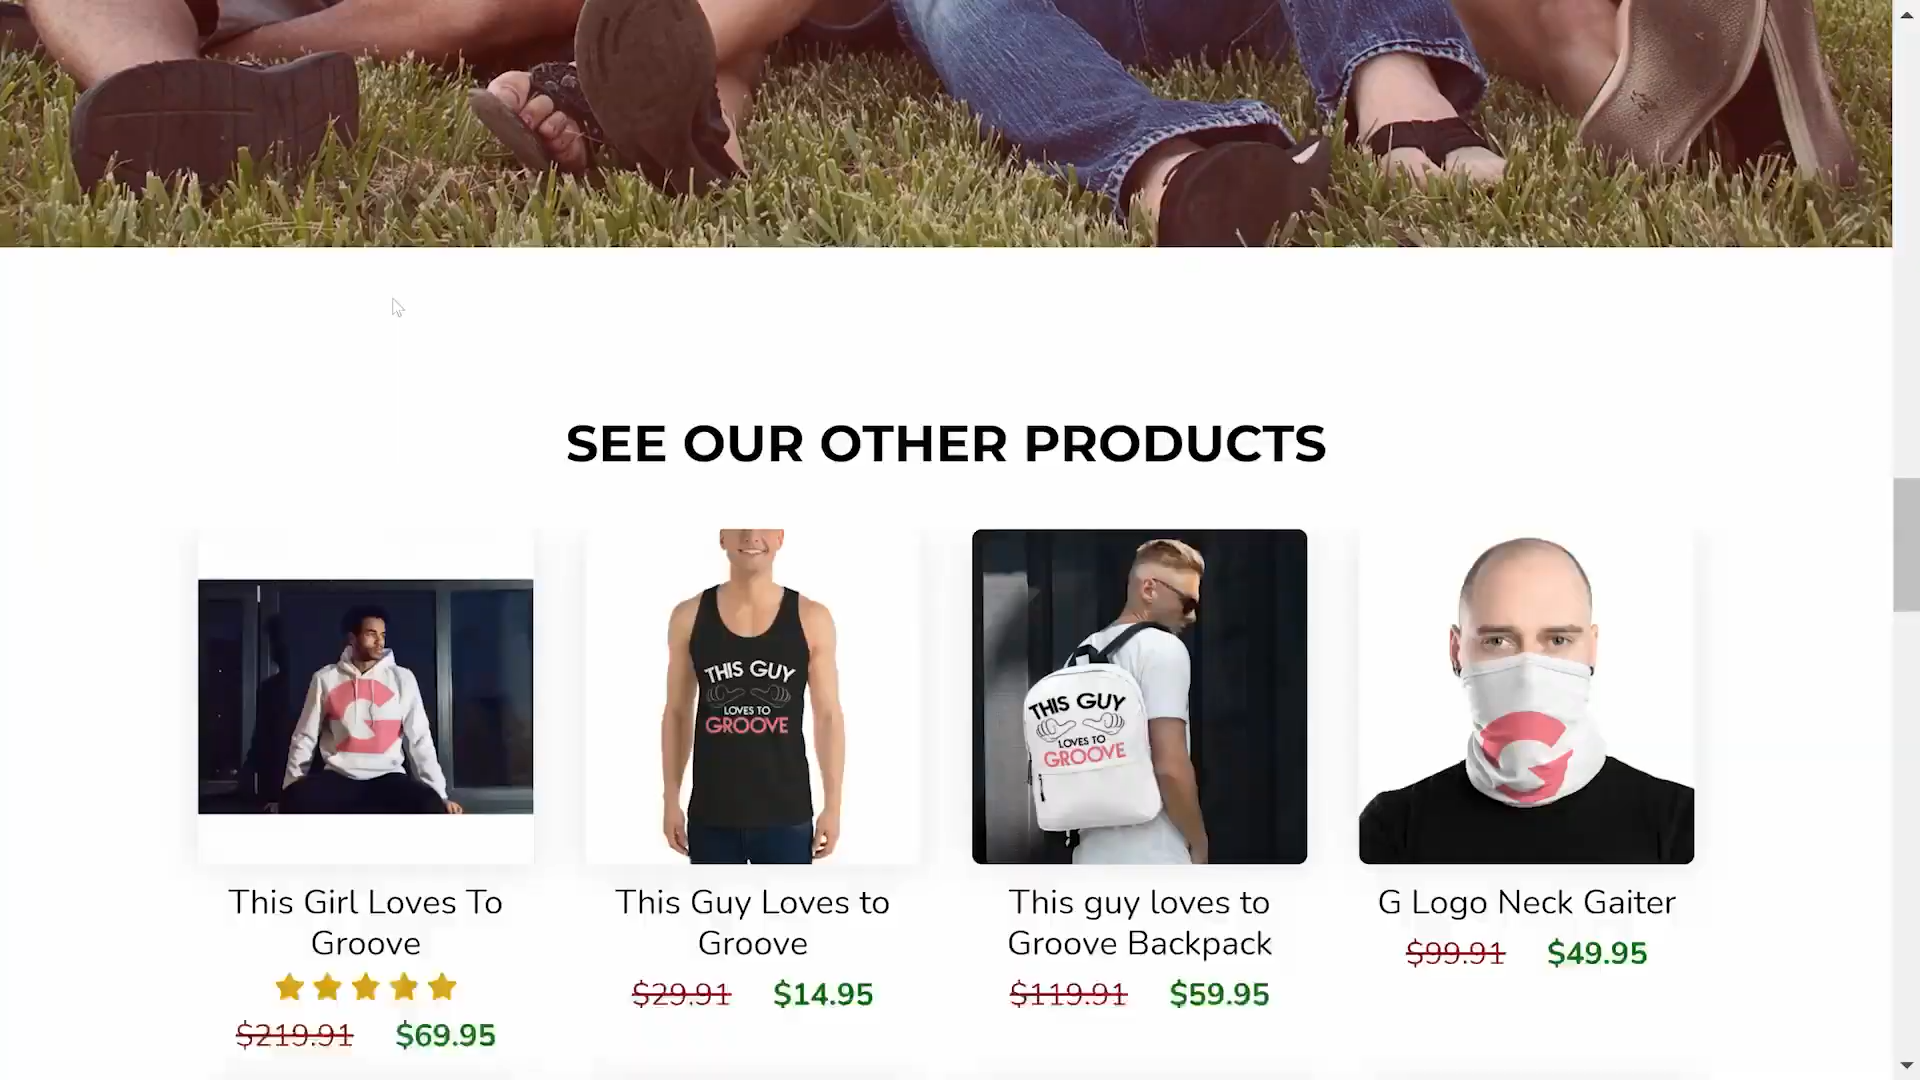 SEE OUR OTHER PRODUCTS
THIS GUY
LOVES TO
GROOVE
THIS GUY
LOVES TO
GROOVE
This Girl Loves To
Groove
$219.91 $69.95
This Guy Loves to
Groove
$29.91 $14.95
This guy loves to
Groove Backpack
$119.91 $59.95
G Logo Neck Gaiter
$99.91 $49.95